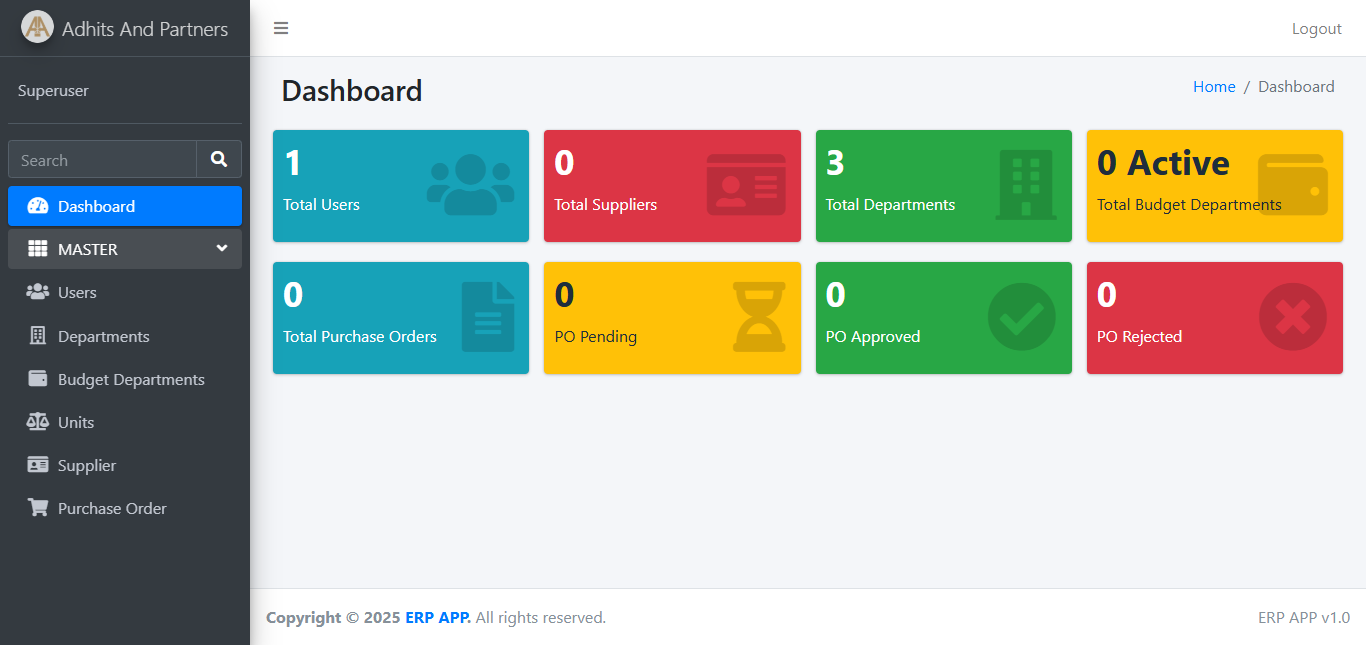 Adhits And Partners
Logout
Superuser
Search
Dashboard
MASTER
Users
Departments
Budget Departments
Units
Supplier
Purchase Order
Dashboard
Home / Dashboard
1
Total Users
0
Total Suppliers
3
Total Departments
0 Active
Total Budget Departments
0
Total Purchase Orders
0
PO Pending
0
PO Approved
0
PO Rejected
Copyright © 2025 ERP APP. All rights reserved.
ERP APP v1.0